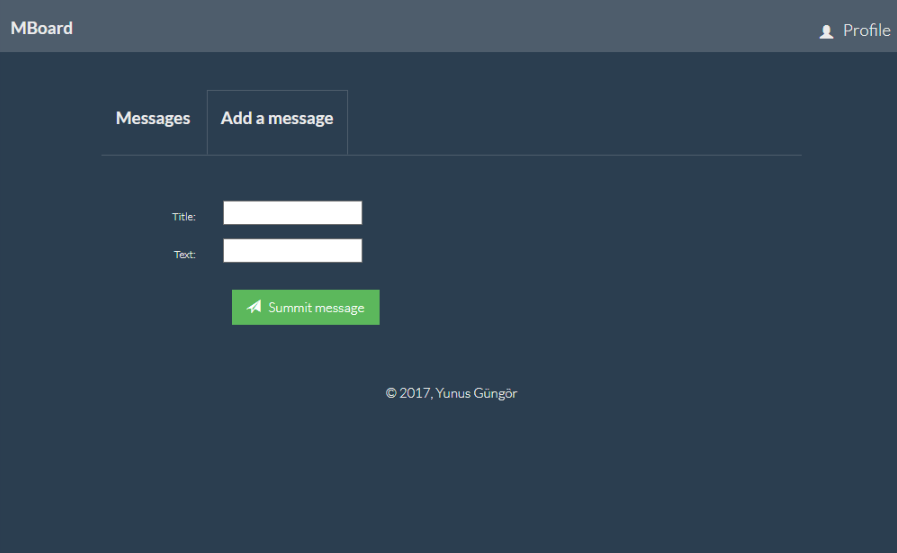 MBoard
Profile
Messages
Add a message
Title:
Text:
Summit message
© 2017, Yunus Güngör